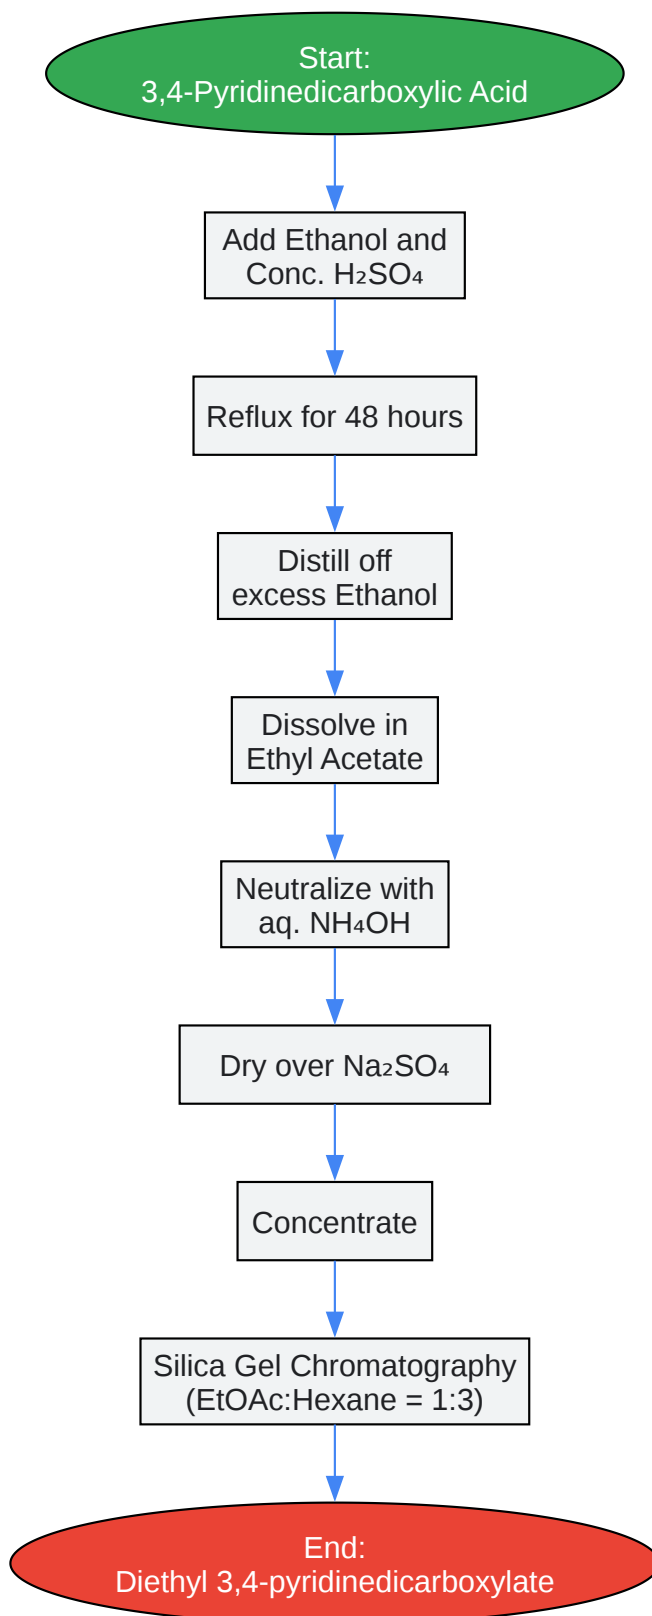 Start:
3,4-Pyridinedicarboxylic Acid
Add Ethanol and
Conc. H₂SO₄
Reflux for 48 hours
Distill off
excess Ethanol
Dissolve in
Ethyl Acetate
Neutralize with
aq. NH₄OH
Dry over Na₂SO₄
Concentrate
Silica Gel Chromatography
(EtOAc:Hexane = 1:3)
End:
Diethyl 3,4-pyridinedicarboxylate